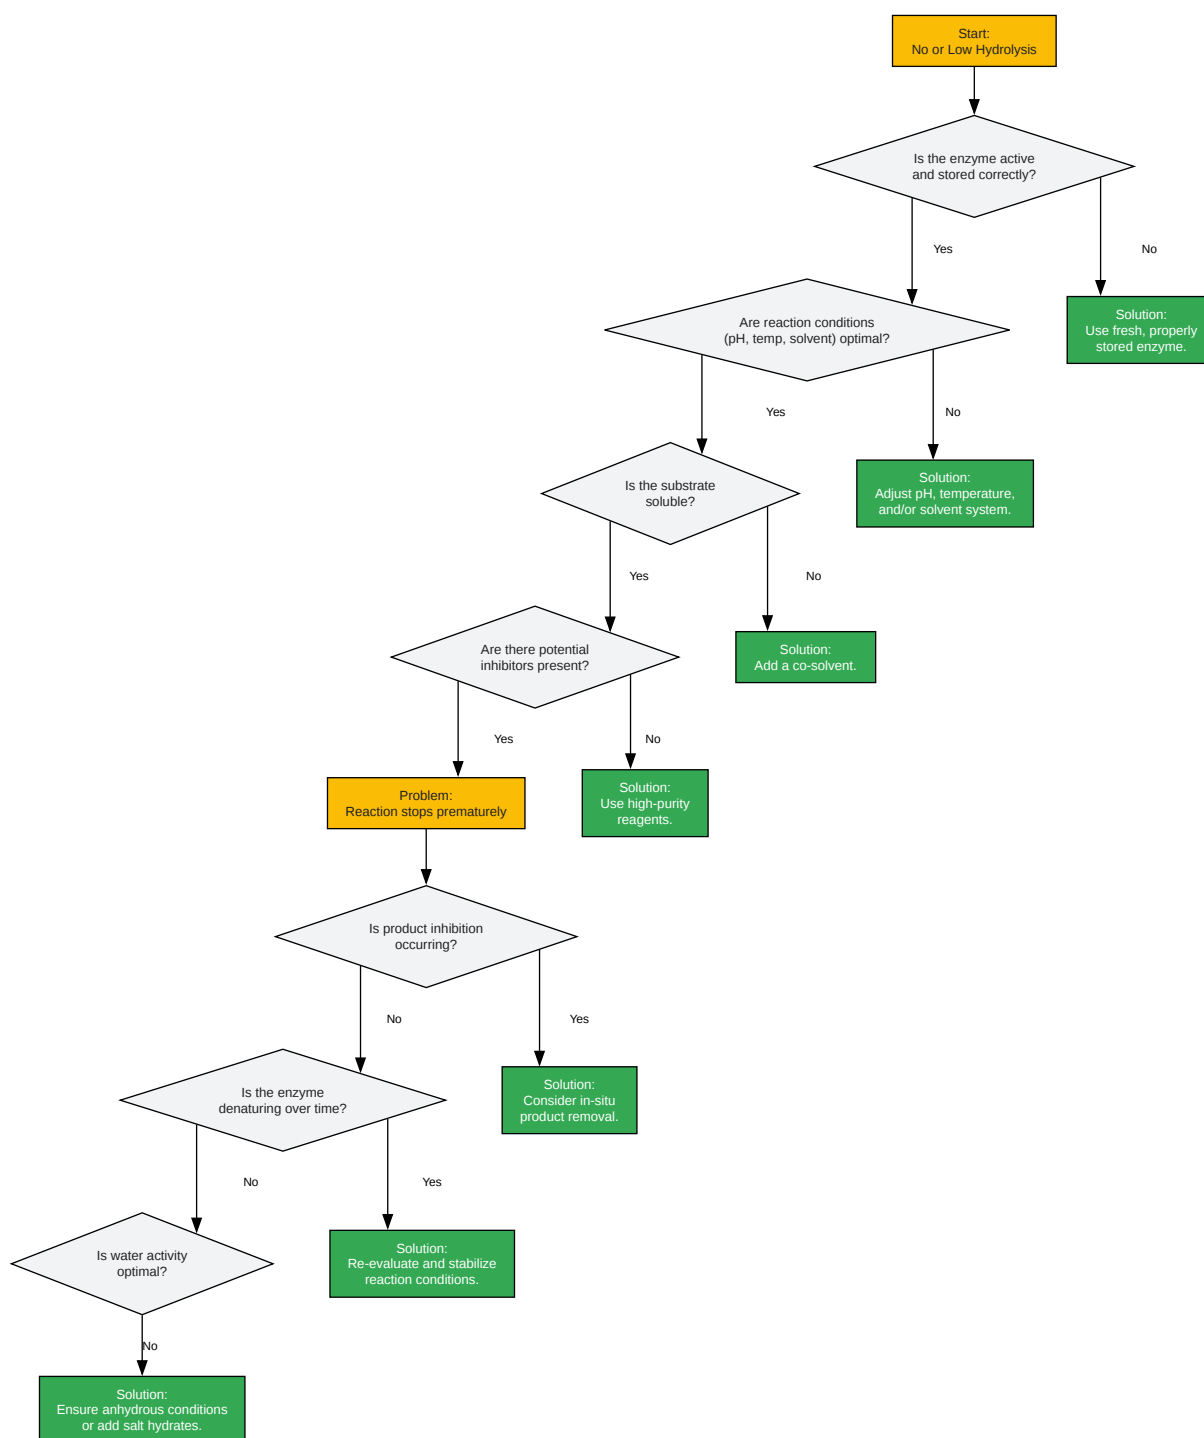 Start:
No or Low Hydrolysis
Is the enzyme active
and stored correctly?
Yes
No
Solution:
Use fresh, properly
stored enzyme.
Are reaction conditions
(pH, temp, solvent) optimal?
Yes
No
Solution:
Adjust pH, temperature,
and/or solvent system.
Is the substrate
soluble?
Yes
No
Solution:
Add a co-solvent.
Are there potential
inhibitors present?
Yes
No
Problem:
Reaction stops prematurely
Solution:
Use high-purity
reagents.
Is product inhibition
occurring?
No
Yes
Solution:
Consider in-situ
product removal.
Is the enzyme
denaturing over time?
No
Yes
Solution:
Re-evaluate and stabilize
reaction conditions.
Is water activity
optimal?
No
Solution:
Ensure anhydrous conditions
or add salt hydrates.